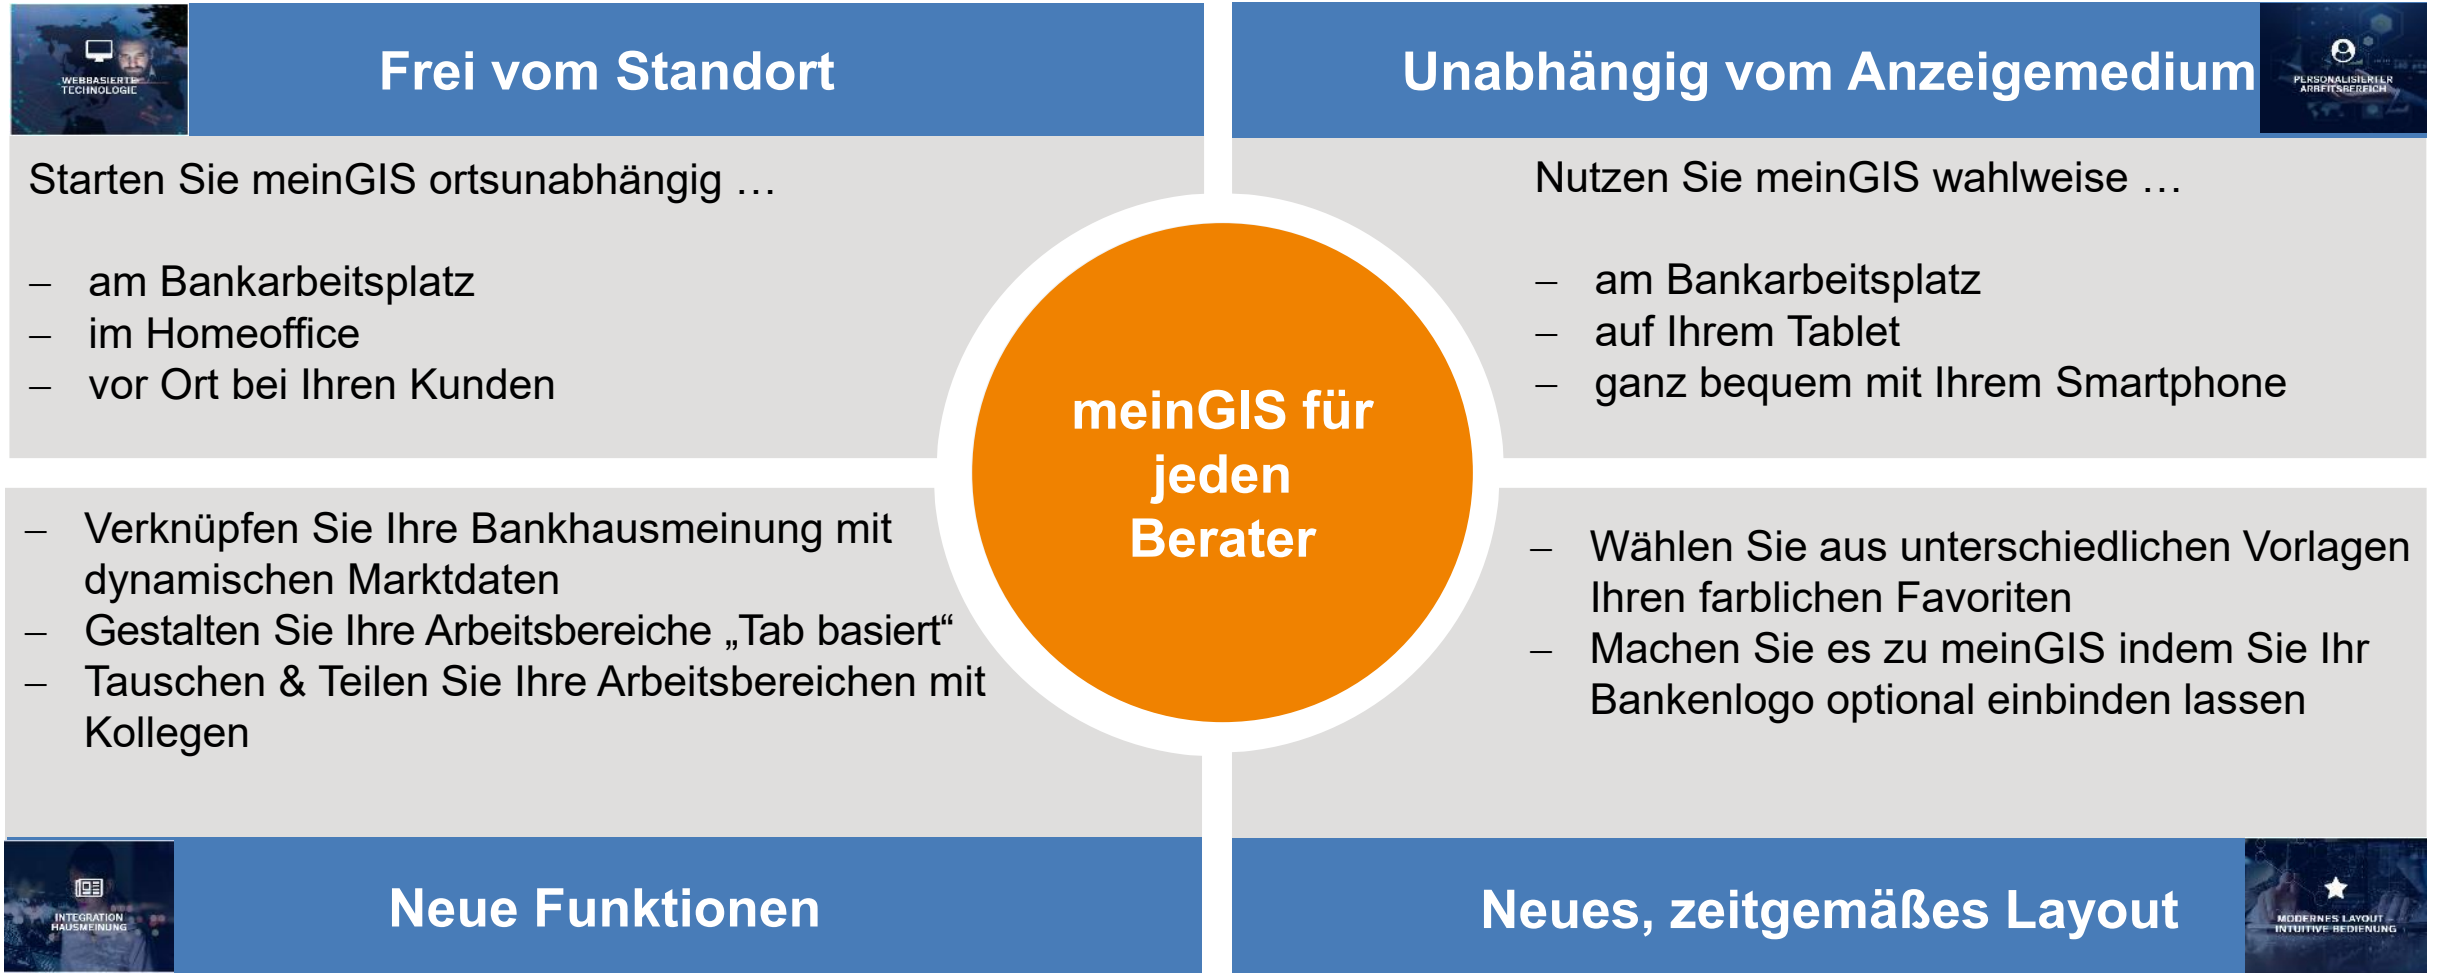 WEBBASIERTE
TECHNOLOGIE
Frei vom Standort
Starten Sie meinGIS ortsunabhängig …
– am Bankarbeitsplatz
– im Homeoffice
– vor Ort bei Ihren Kunden
Unabhängig vom Anzeigemedium
PERSONALISIERTER
ARBEITSBEREICH
Nutzen Sie meinGIS wahlweise …
– am Bankarbeitsplatz
– auf Ihrem Tablet
– ganz bequem mit Ihrem Smartphone
meinGIS für
jeden
Berater
– Verknüpfen Sie Ihre Bankhausmeinung mit
dynamischen Marktdaten
– Gestalten Sie Ihre Arbeitsbereiche „Tab basiert“
– Tauschen & Teilen Sie Ihre Arbeitsbereichen mit
Kollegen
INTEGRATION
HAUSMEINUNG
Neue Funktionen
– Wählen Sie aus unterschiedlichen Vorlagen
Ihren farblichen Favoriten
– Machen Sie es zu meinGIS indem Sie Ihr
Bankenlogo optional einbinden lassen
Neues, zeitgemäßes Layout
MODERNES LAYOUT –
INTUITIVE BEDIENUNG